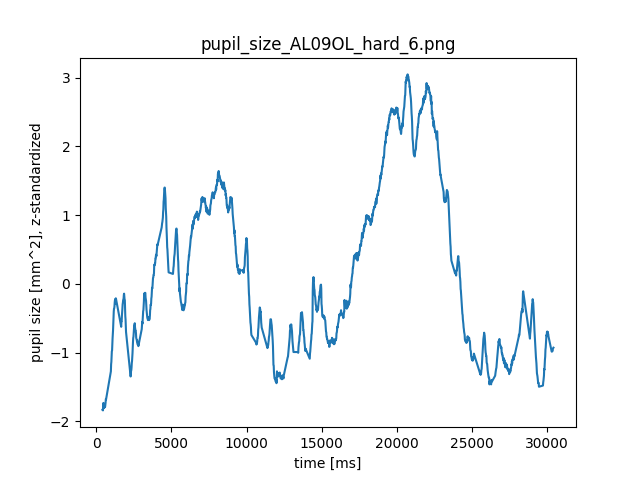 pupil_size_AL09OL_hard_6.png
3
2
1
0
−1
−2
pupil size [mm^2], z-standardized
0 5000 10000 15000 20000 25000 30000
time [ms]